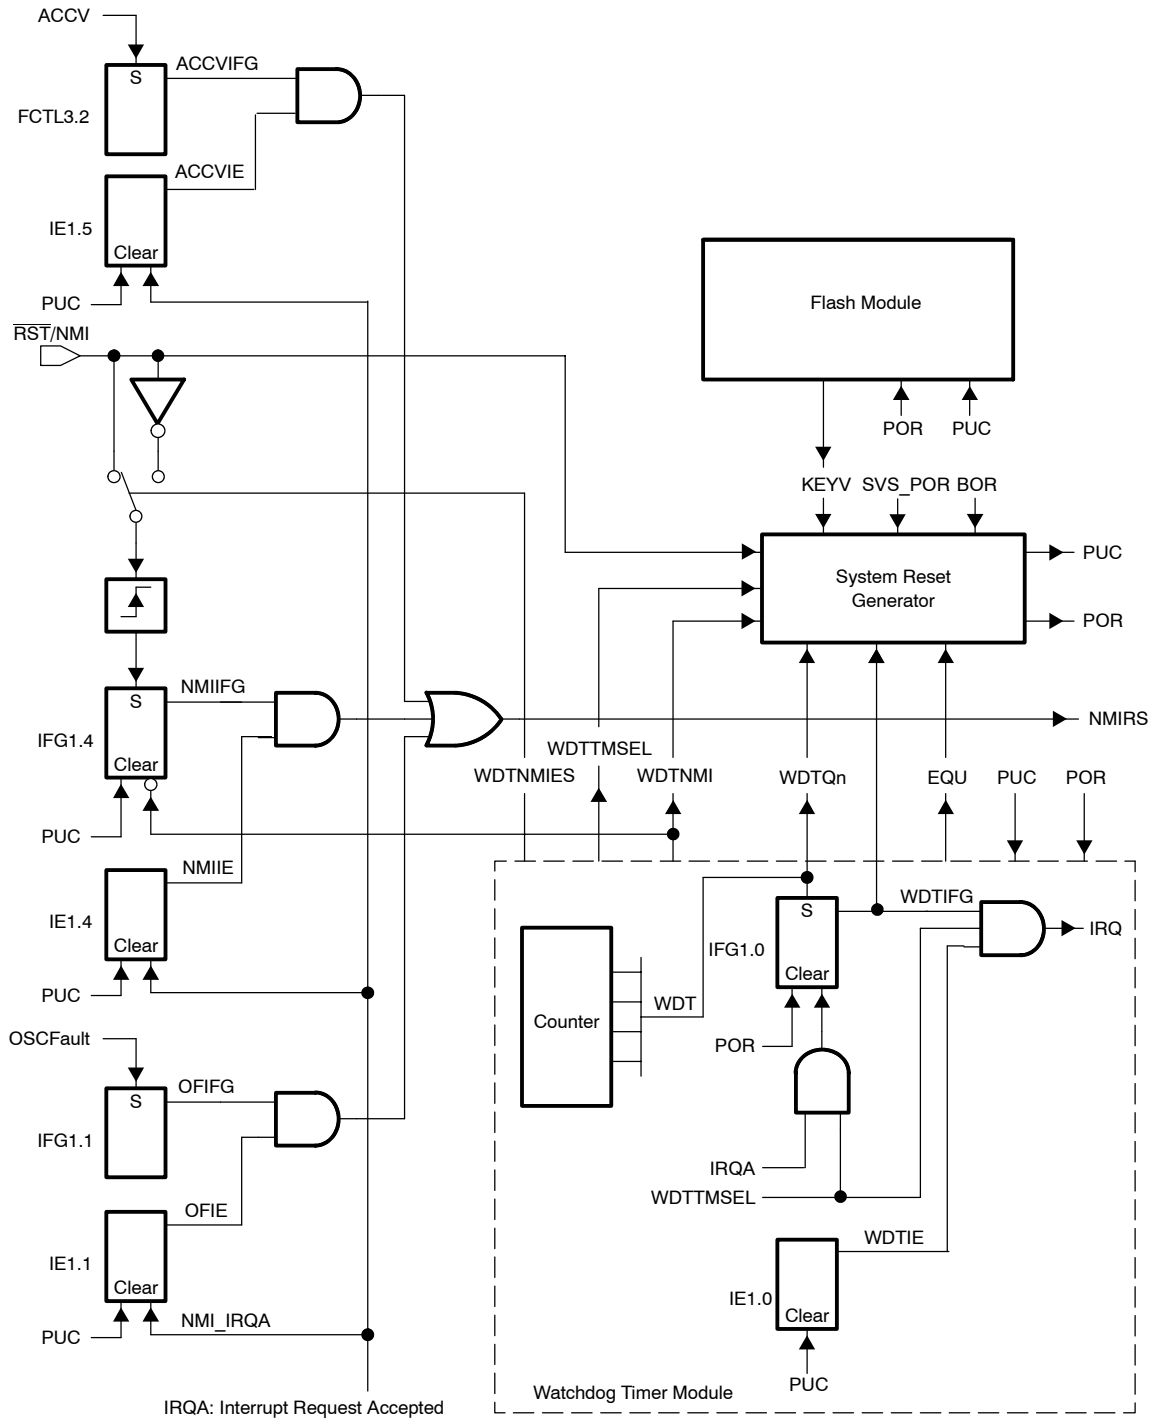 ACCV
S
ACCVIFG
FCTL3.2
ACCVIE
IE1.5
Clear
PUC
RST/NMI
Flash Module
POR
PUC
KEYV
SVS_POR
BOR
System Reset
Generator
PUC
POR
S
NMIIFG
IFG1.4
Clear
PUC
NMIRS
WDTTMSEL
WDTNMIES
WDTNMI
WDTQn
EQU
PUC
POR
NMIIE
IE1.4
Clear
PUC
S
WDTIFG
IRQ
IFG1.0
Clear
Counter
WDT
POR
OSCFault
S
OFIFG
IFG1.1
IRQA
WDTTMSEL
OFIE
IE1.1
Clear
NMI_IRQA
PUC
WDTIE
IE1.0
Clear
PUC
Watchdog Timer Module
IRQA: Interrupt Request Accepted